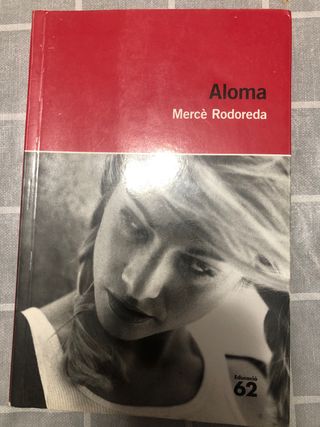 Aloma
Mercè Rodoreda
Educació
62